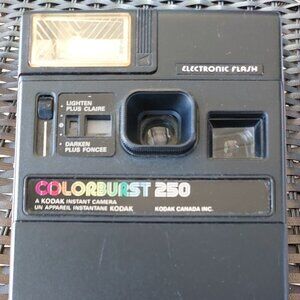 ELECTRONIC FLASH
LIGHTEN
PLUS CLAIRE
DARKEN
PLUS FONCÉE
COLORBURST 250
A KODAK INSTANT CAMERA
UN APPAREIL INSTANTANE KODAK KODAK CANADA INC.